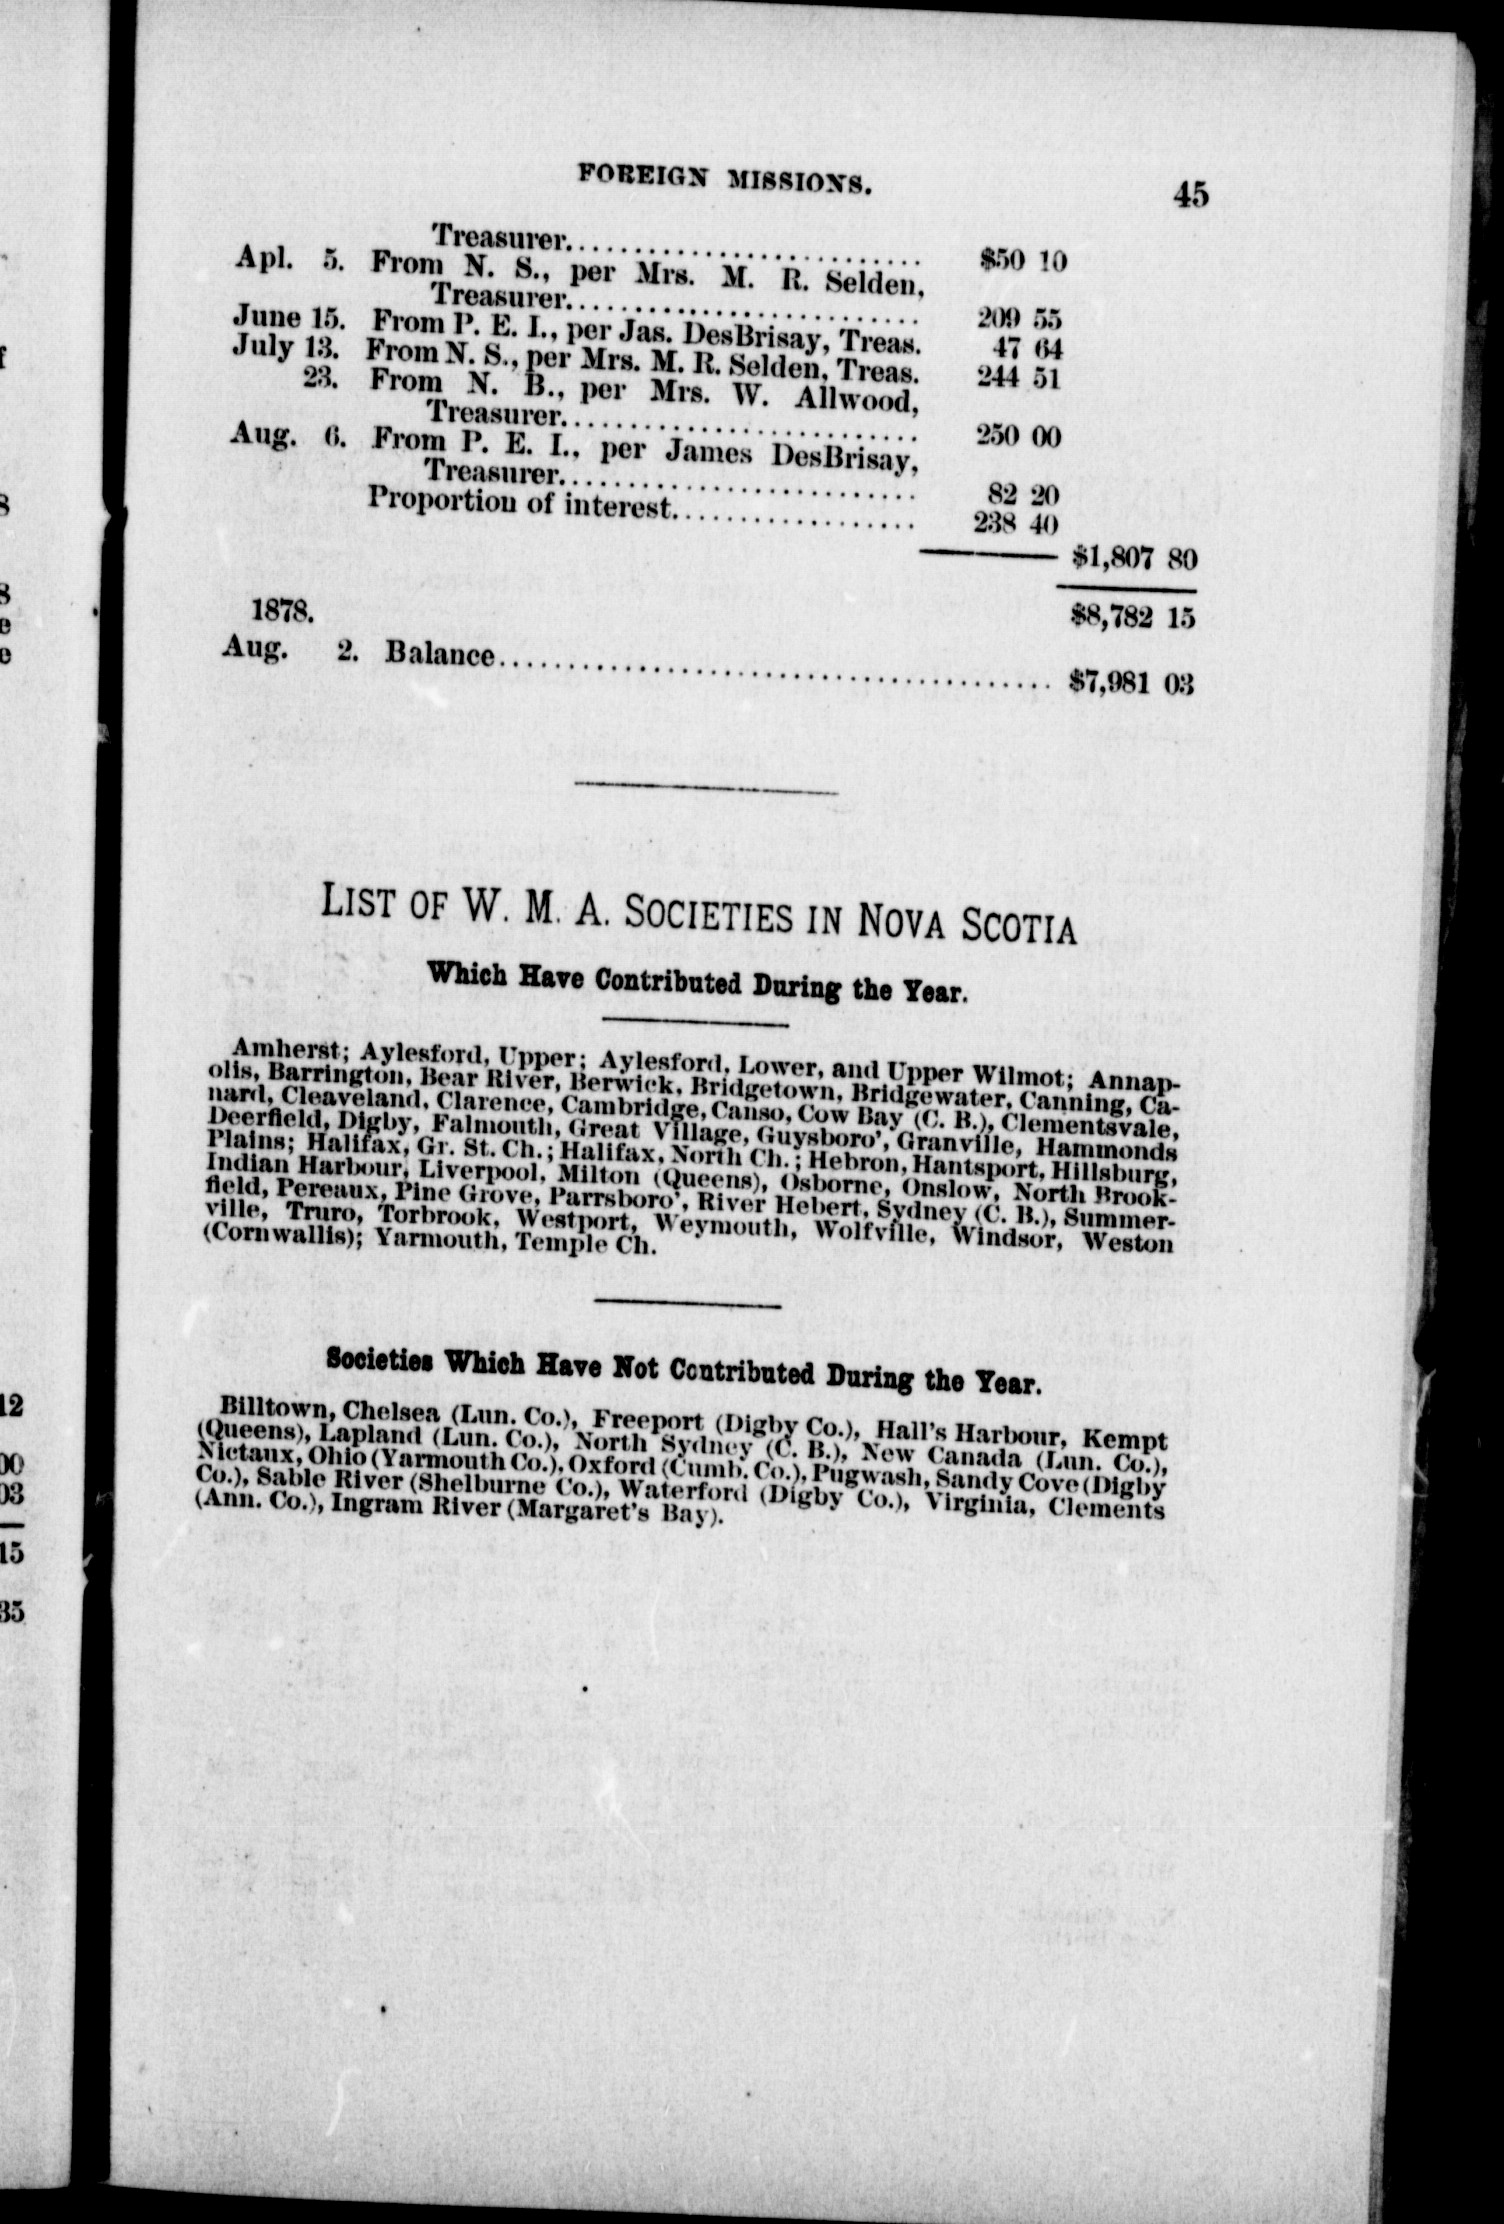 FOREIGN MISSIONS. 45
Treasurer........................... $50 10
Apl. 5. From N. S., per Mrs. M. R. Selden,
Treasurer........................... 209 55
June 15. From P. E. I., per Jas. DesBrisay, Treas. 47 64
July 13. From N. S., per Mrs. M. R. Selden, Treas. 244 51
23. From N. B., per Mrs. W. Allwood,
Treasurer........................... 250 00
Aug. 6. From P. E. I., per James DesBrisay,
Treasurer........................... 82 20
Proportion of interest.................. 238 40
$1,807 80
$8,782 15
1878.
Aug. 2. Balance........................................ $7,981 03
LIST OF W. M. A. SOCIETIES IN NOVA SCOTIA
Which Have Contributed During the Year.
Amherst; Aylesford, Upper; Aylesford, Lower, and Upper Wilmot; Annap-
olis, Barrington, Bear River, Berwick, Bridgetown, Bridgewater, Canning, Ca-
nard, Cleaveland, Clarence, Cambridge, Canso, Cow Bay (C. B.), Clementsvale,
Deerfield, Digby, Falmouth, Great Village, Guysboro', Granville, Hammonds
Plains; Halifax, Gr. St. Ch.; Halifax, North Ch.; Hebron, Hantsport, Hillsburg,
Indian Harbour, Liverpool, Milton (Queens), Osborne, Onslow, North Brook-
field, Pereaux, Pine Grove, Parrsboro', River Hebert, Sydney (C. B.), Summer-
ville, Truro, Torbrook, Westport, Weymouth, Wolfville, Windsor, Weston
(Cornwallis); Yarmouth, Temple Ch.
Societies Which Have Not Contributed During the Year.
Billtown, Chelsea (Lun. Co.), Freeport (Digby Co.), Hall's Harbour, Kempt
(Queens), Lapland (Lun. Co.), North Sydney (C. B.), New Canada (Lun. Co.),
Nictaux, Ohio (Yarmouth Co.), Oxford (Cumb. Co.), Pugwash, Sandy Cove (Digby
Co.), Sable River (Shelburne Co.), Waterford (Digby Co.), Virginia, Clements
(Ann. Co.), Ingram River (Margaret's Bay).